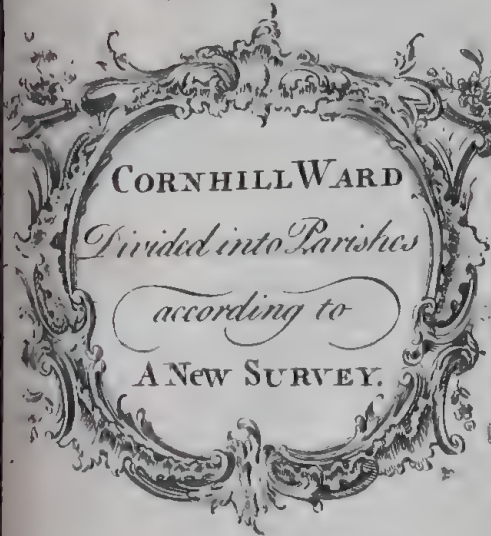 CORNHILL WARD
Divided into Parishes
according to
A NeW SURVEY.